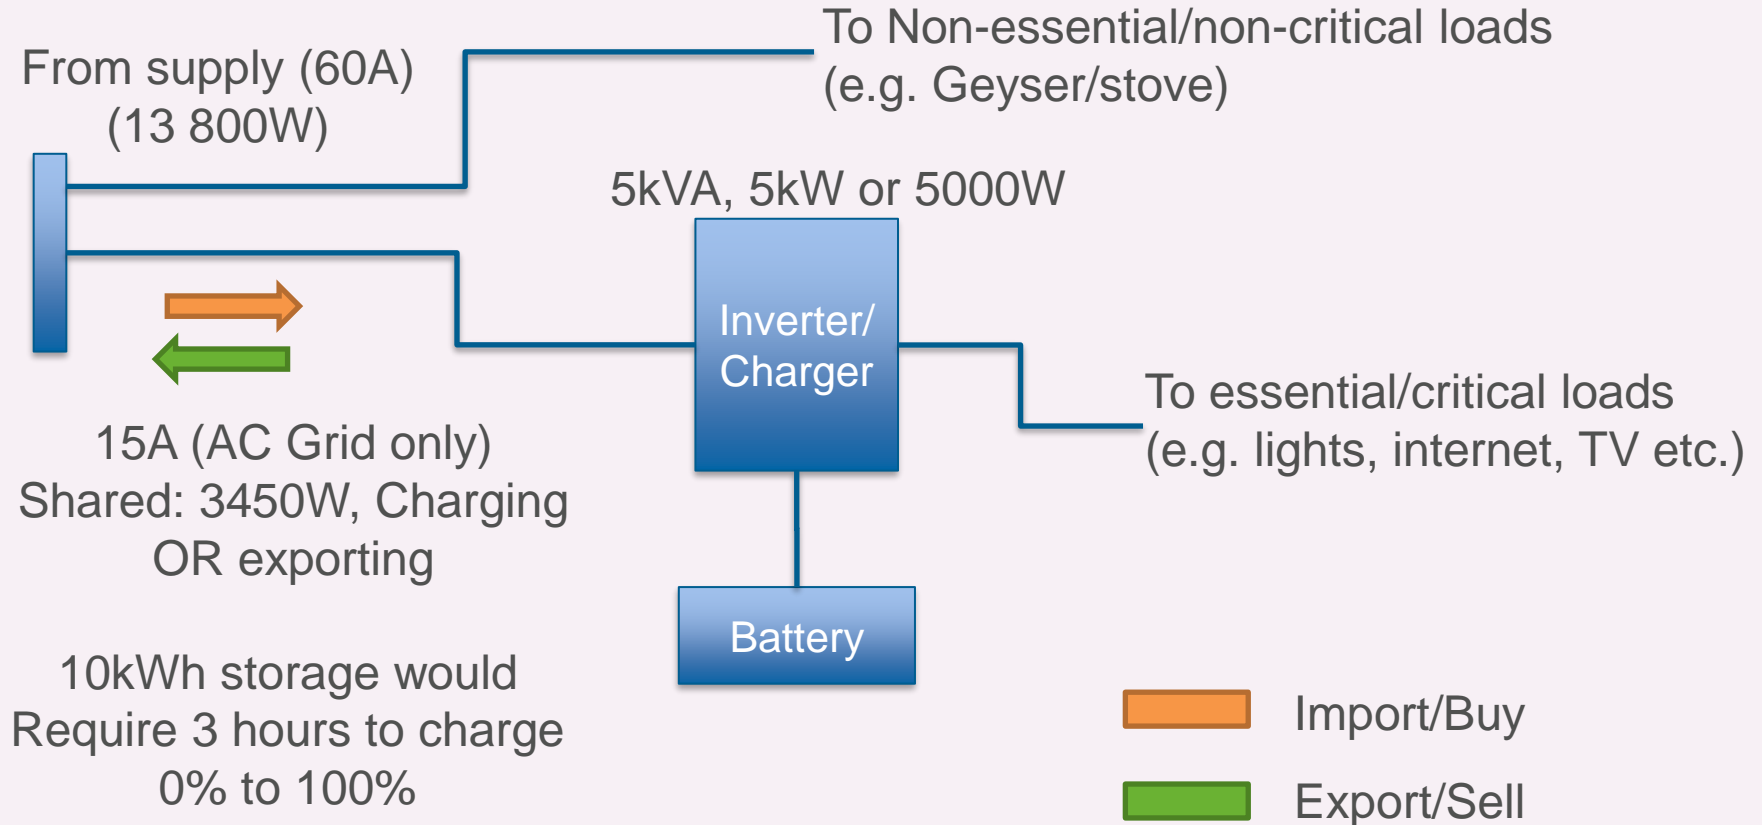 To Non-essential/non-critical loads
(e.g. Geyser/stove)
From supply (60A)
(13 800W)
5kVA, 5kW or 5000W
Inverter/
Charger
To essential/critical loads
(e.g. lights, internet, TV etc.)
15A (AC Grid only)
Shared: 3450W, Charging
OR exporting
Battery
10kWh storage would
Require 3 hours to charge
0% to 100%
Import/Buy
Export/Sell